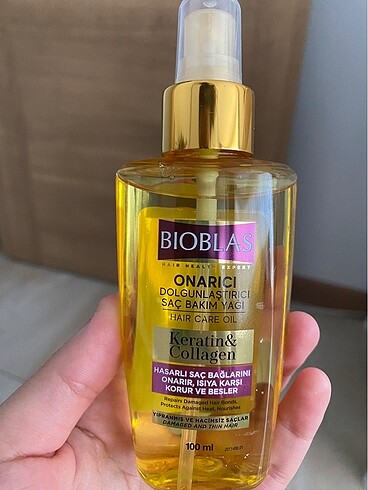 BIOBLAS
HAIR HEALTH EXPERT
ONARICI
DOLGUNLAŞTIRICI
SAÇ BAKIM YAĞI
HAIR CARE OIL
Keratin&
Collagen
HASARLI SAÇ BAĞLARINI
ONARIR, ISIYA KARŞI
KORUR VE BESLER
Repairs Damaged Hair Bonds,
Protects Against Heat, Nourishes
YIPRANMIŞ VE HACİMSİZ SAÇLAR
DAMAGED AND THIN HAIR
100 ml